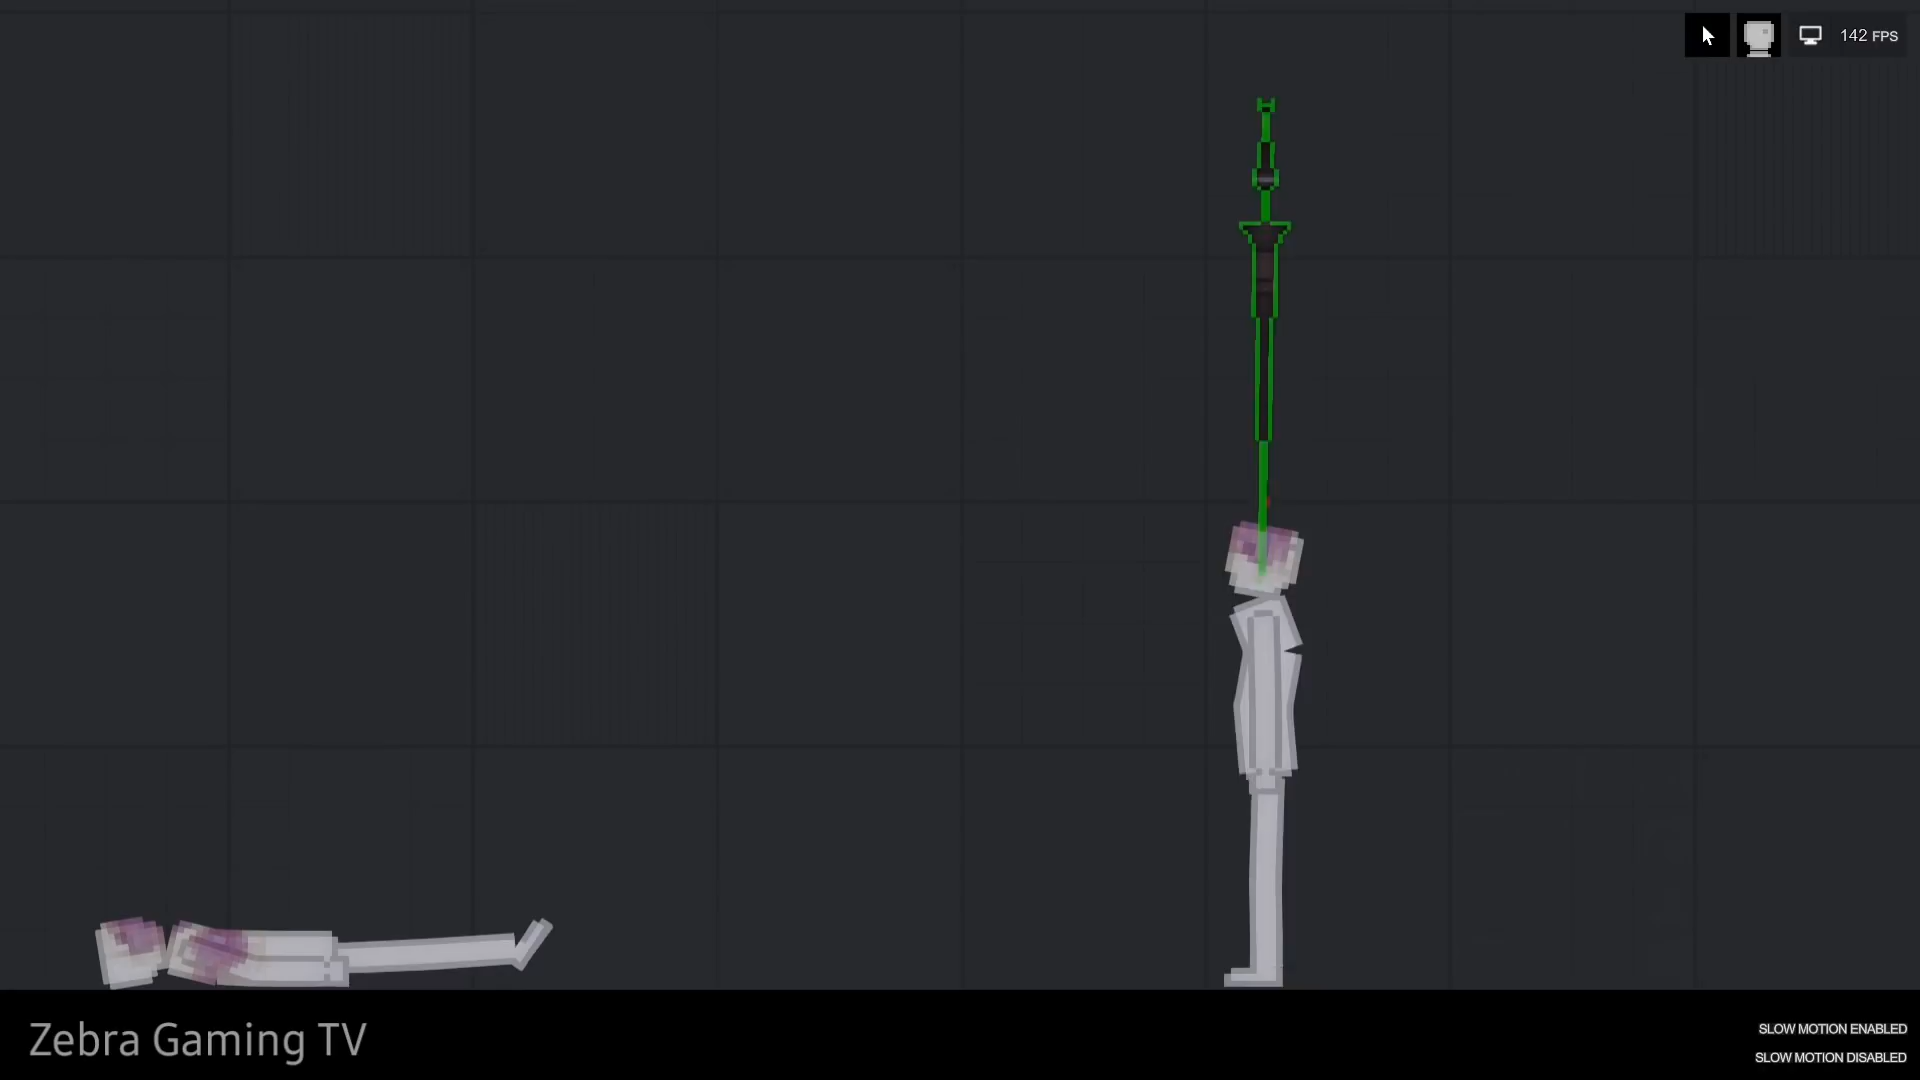 142 FPS
Zebra Gaming TV
SLOW MOTION ENABLED
SLOW MOTION DISABLED